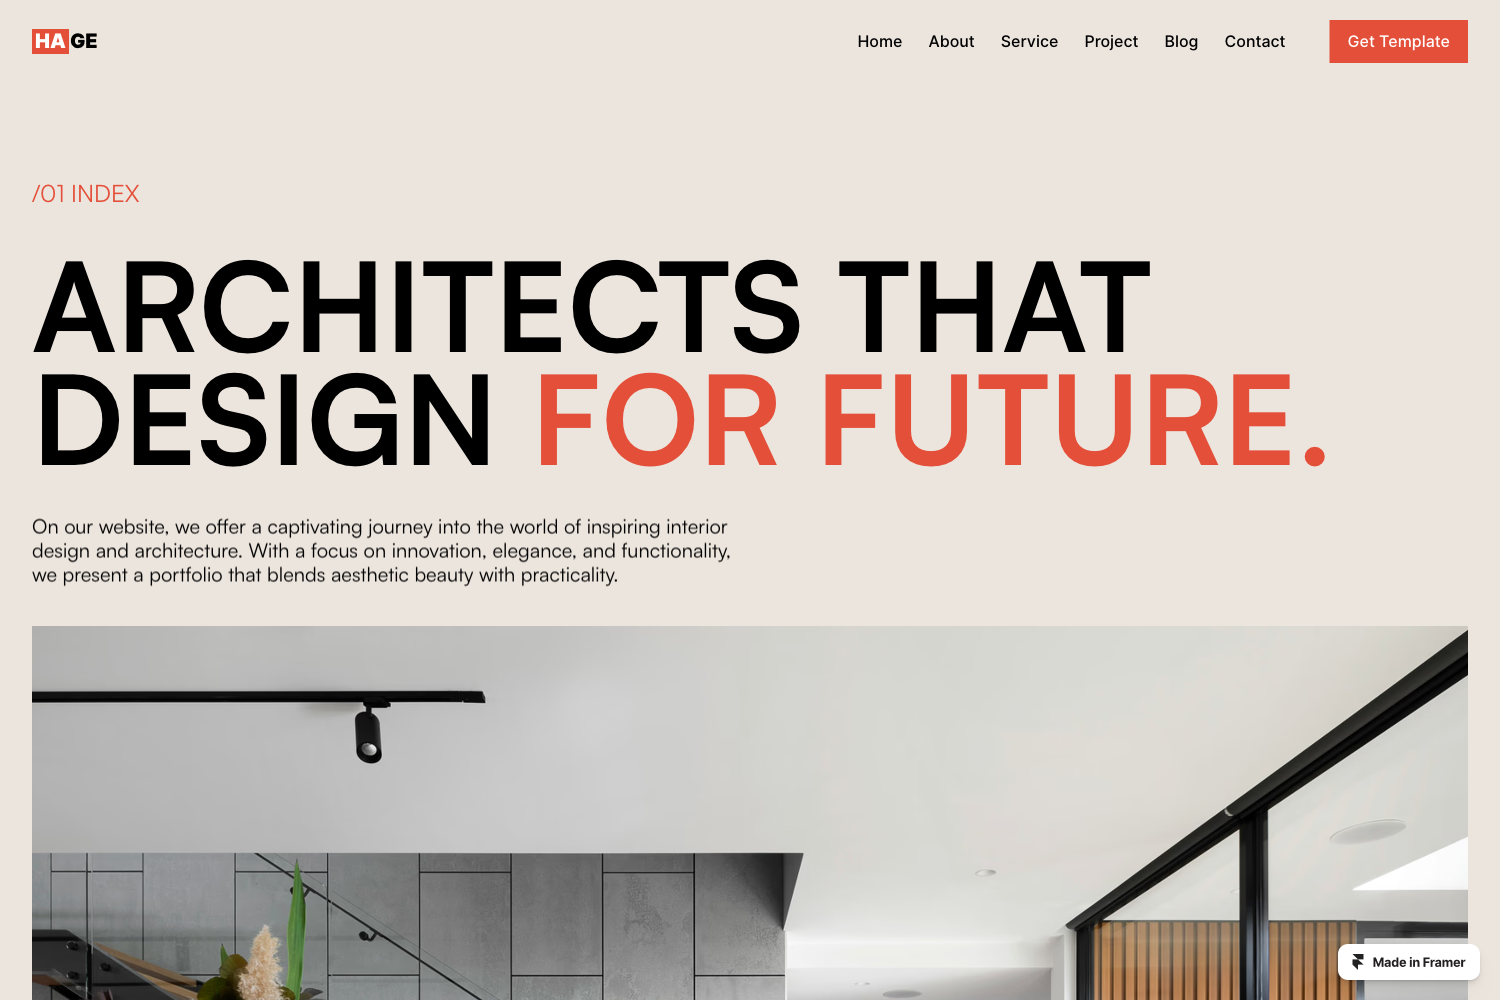 HAGE
Home About Service Project Blog Contact Get Template
/01 INDEX
ARCHITECTS THAT
DESIGN FOR FUTURE.
On our website, we offer a captivating journey into the world of inspiring interior
design and architecture. With a focus on innovation, elegance, and functionality,
we present a portfolio that blends aesthetic beauty with practicality.
Made in Framer